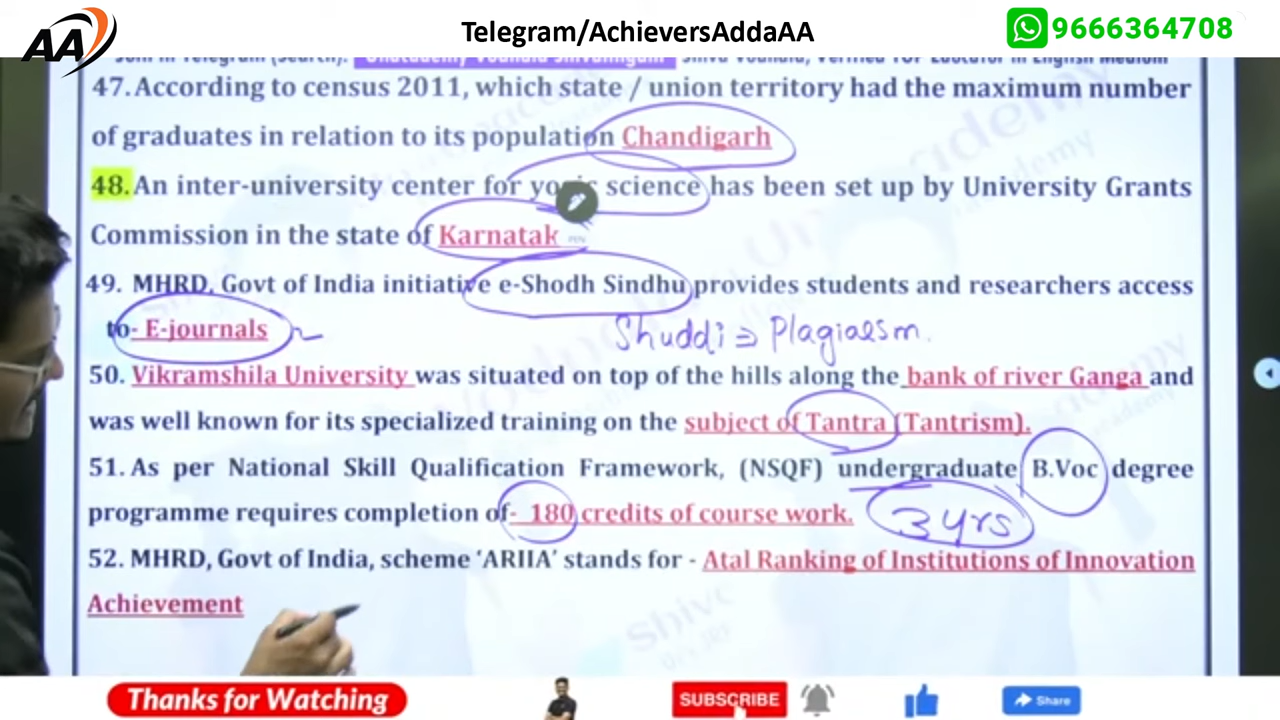 AA
Telegram/AchieversAddaAA
9666364708
47. According to census 2011, which state / union territory had the maximum number
of graduates in relation to its population Chandigarh
48. An inter-university center for science has been set up by University Grants
Commission in the state of Karnatak
49. MHRD, Govt of India initiative e-Shodh Sindhu provides students and researchers access
to- E-journals
Shuddi ⇒ Plagiaesm.
50. Vikramshila University was situated on top of the hills along the bank of river Ganga and
was well known for its specialized training on the subject of Tantra (Tantrism).
51. As per National Skill Qualification Framework, (NSQF) undergraduate B.Voc degree
programme requires completion of- 180 credits of course work.
3 yrs
52. MHRD, Govt of India, scheme ‘ARIIA’ stands for - Atal Ranking of Institutions of Innovation
Achievement
Thanks for Watching
SUBSCRIBE
Share